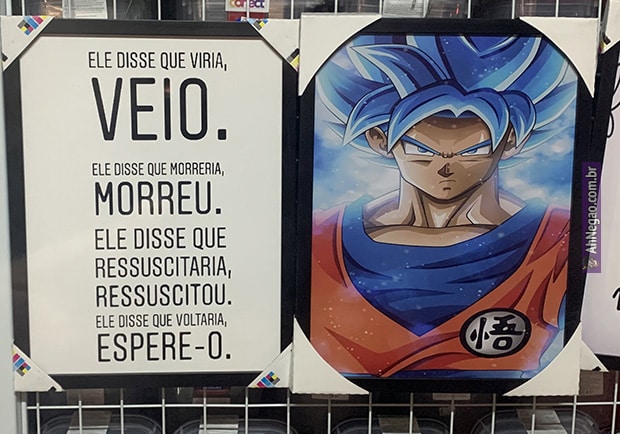 ELE DISSE QUE VIRIA,
VEIO.
ELE DISSE QUE MORRERIA,
MORREU.
ELE DISSE QUE
RESSUSCITARIA,
RESSUSCITOU.
ELE DISSE QUE VOLTARIA,
ESPERE-O.
悟
AhNegao.com.br